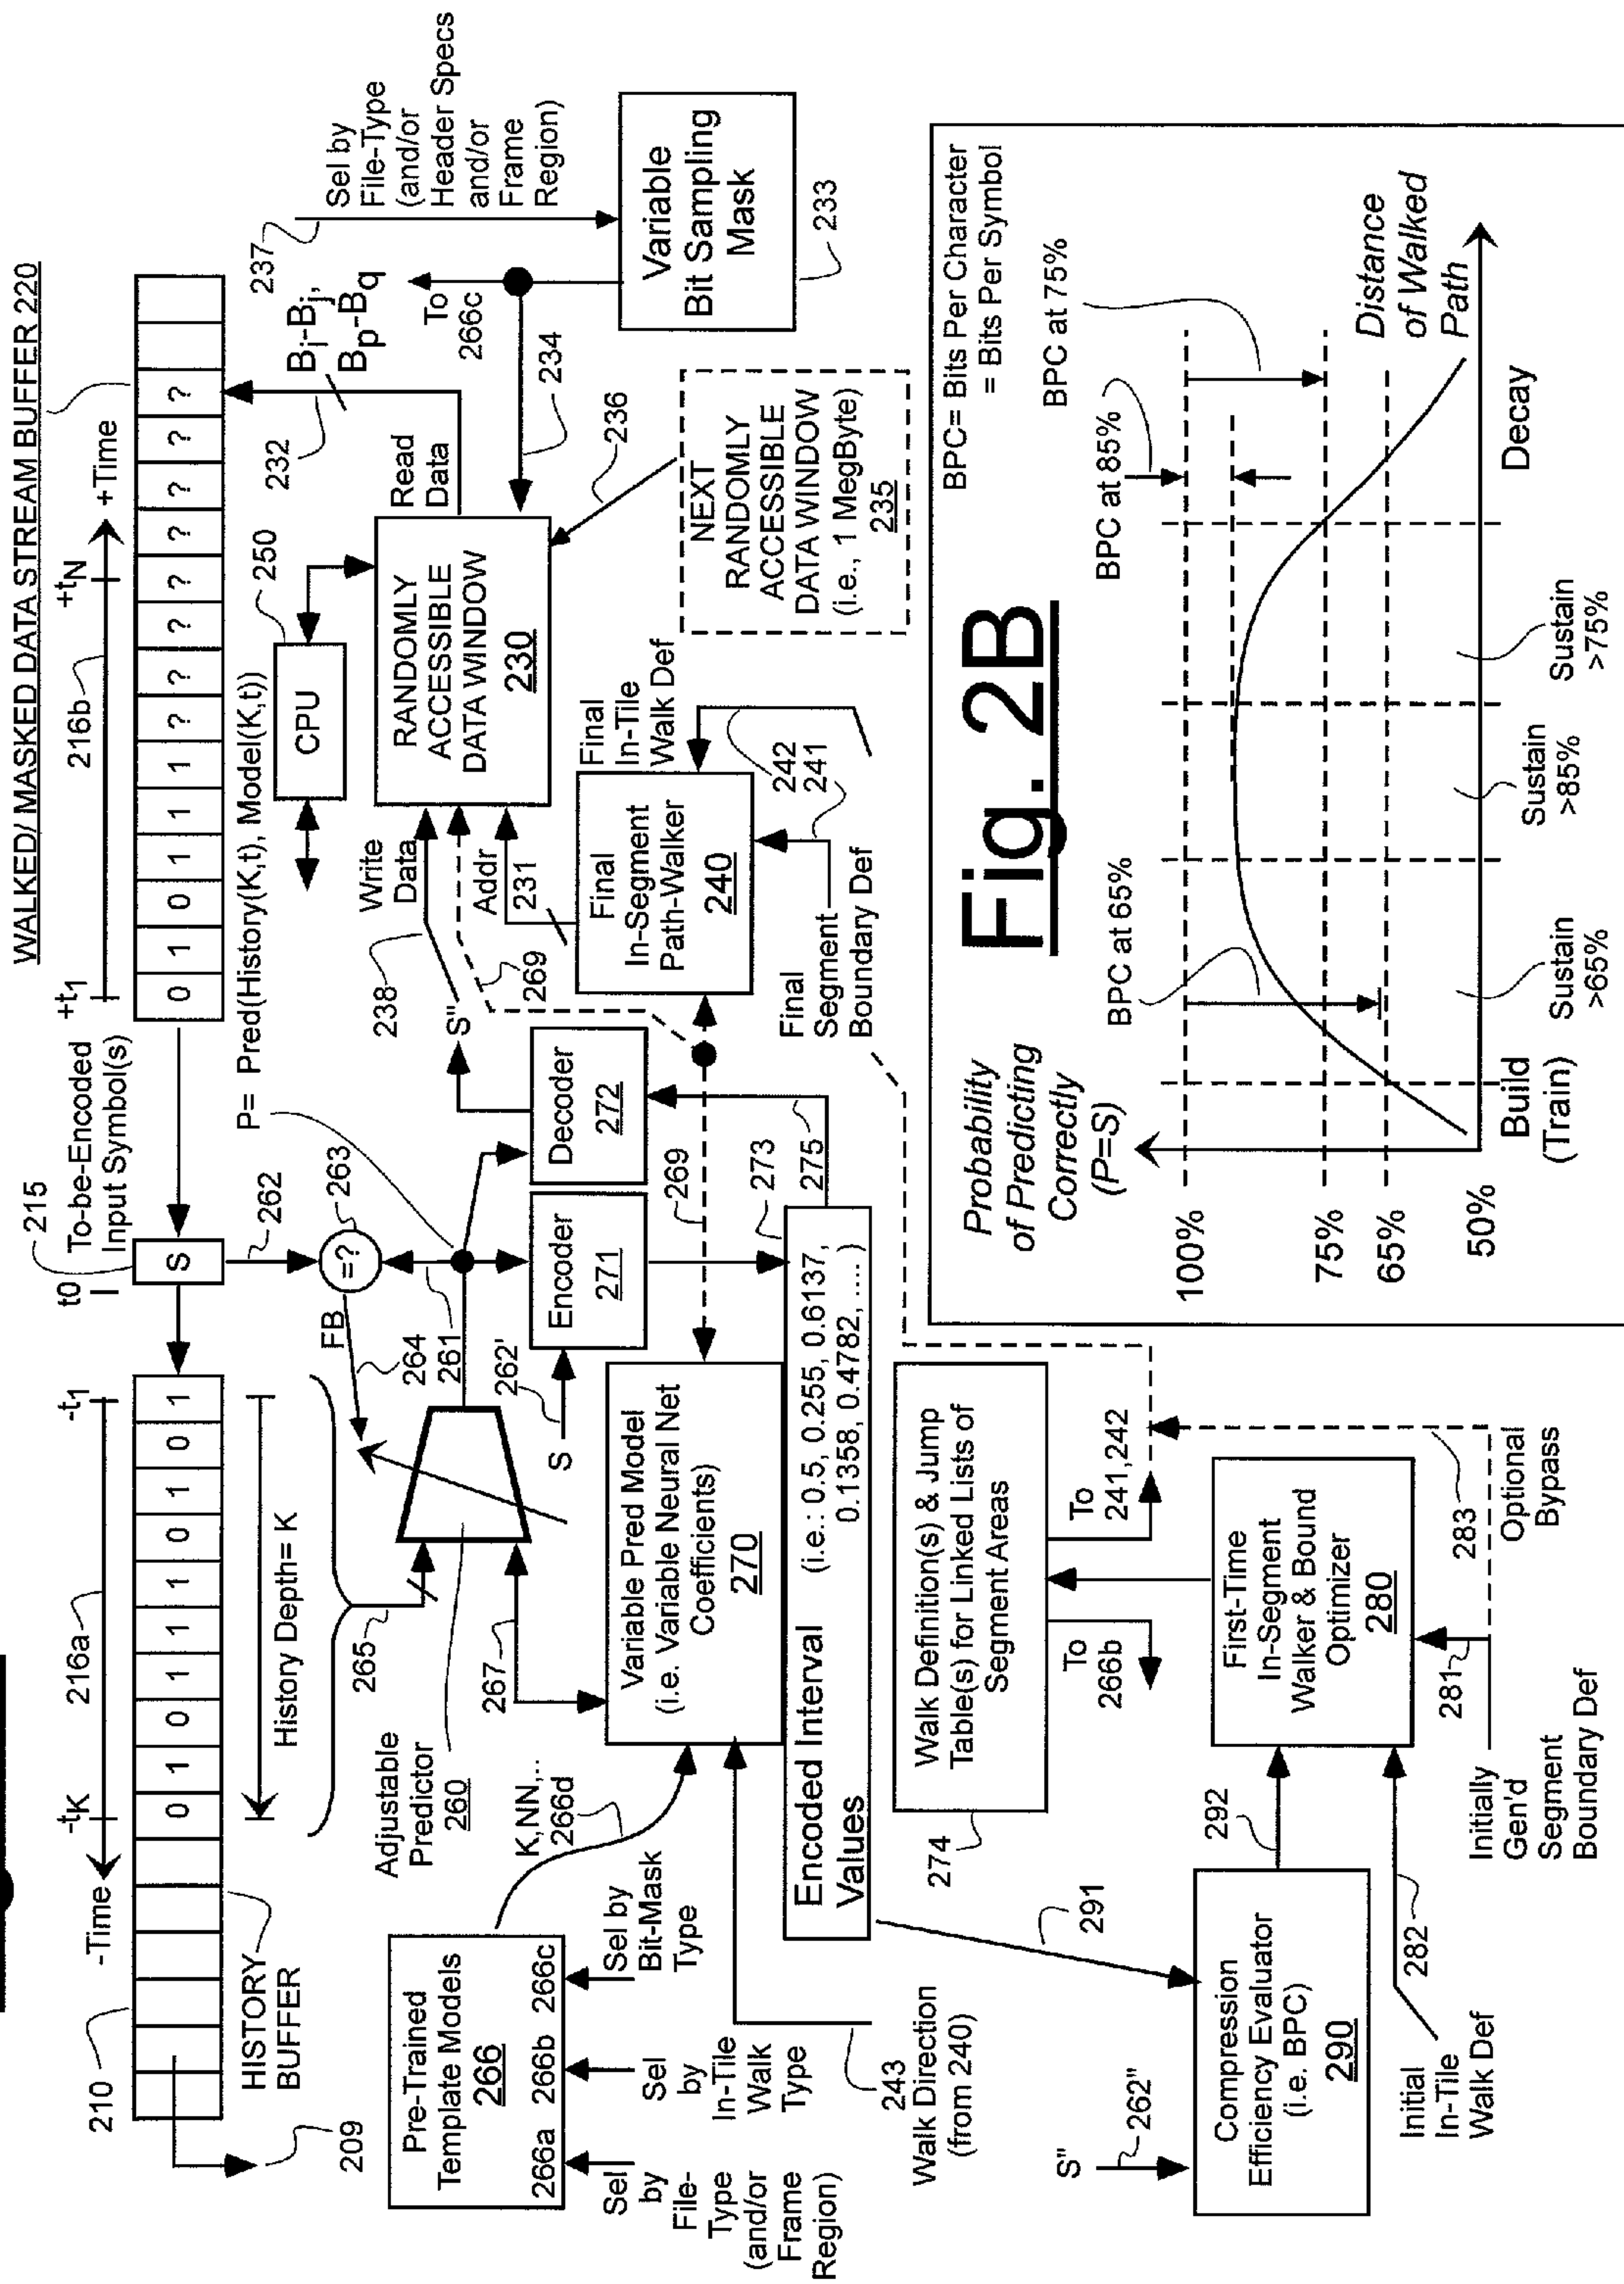 WALKED/ MASKED DATA STREAM BUFFER 220
210
-Time
-tK
216a
-t1
t0
215
To-be-Encoded
Input Symbol(s)
+t1
216b
+tN
+Time
0 1 0 1 1 1 0 1 0 1
S
0 1 0 1 1 1 ? ? ? ? ? ? ? ?
209
HISTORY
BUFFER
History Depth= K
262
263
=?
FB
264
261
265
P= Pred(History(K,t), Model(K,t))
CPU
250
232
Bi-Bj,
Bp-Bq
237
Sel by
File-Type
(and/or
Header Specs
and/or
Frame
Region)
To
266c
Read
Data
234
236
Variable
Bit Sampling
Mask
233
RANDOMLY
ACCESSIBLE
DATA WINDOW
230
NEXT
RANDOMLY
ACCESSIBLE
DATA WINDOW
(i.e., 1 MegByte)
235
Write
Data
238
S"
Addr
231
269
Final
In-Segment
Path-Walker
240
Final
In-Tile
Walk Def
242
241
Final
Segment
Boundary Def
Adjustable
Predictor
260
Encoder
271
Decoder
272
S
262'
267
269
273
275
Pre-Trained
Template Models
266
266a 266b 266c
K,NN,..
266d
Sel
by
File-
Type
(and/or
Frame
Region)
Sel
by
In-Tile
Walk
Type
Sel by
Bit-Mask
Type
Variable Pred Model
(i.e. Variable Neural Net
Coefficients)
270
243
Walk Direction
(from 240)
Encoded Interval
Values
(i.e.: 0.5, 0.255, 0.6137,
0.1358, 0.4782, ..... )
274
Walk Definition(s) & Jump
Table(s) for Linked Lists of
Segment Areas
To
266b
To
241,242
291
292
S"
262"
Compression
Efficiency Evaluator
(i.e. BPC)
290
First-Time
In-Segment
Walker & Bound
Optimizer
280
282
281
283
Optional
Bypass
Initial
In-Tile
Walk Def
Initially
Gen'd
Segment
Boundary Def
Fig. 2B
BPC= Bits Per Character
= Bits Per Symbol
Probability
of Predicting
Correctly
(P=S)
BPC at 65%
BPC at 85%
BPC at 75%
100%
75%
65%
50%
Distance
of Walked
Path
Build
(Train)
Decay
Sustain
>65%
Sustain
>85%
Sustain
>75%